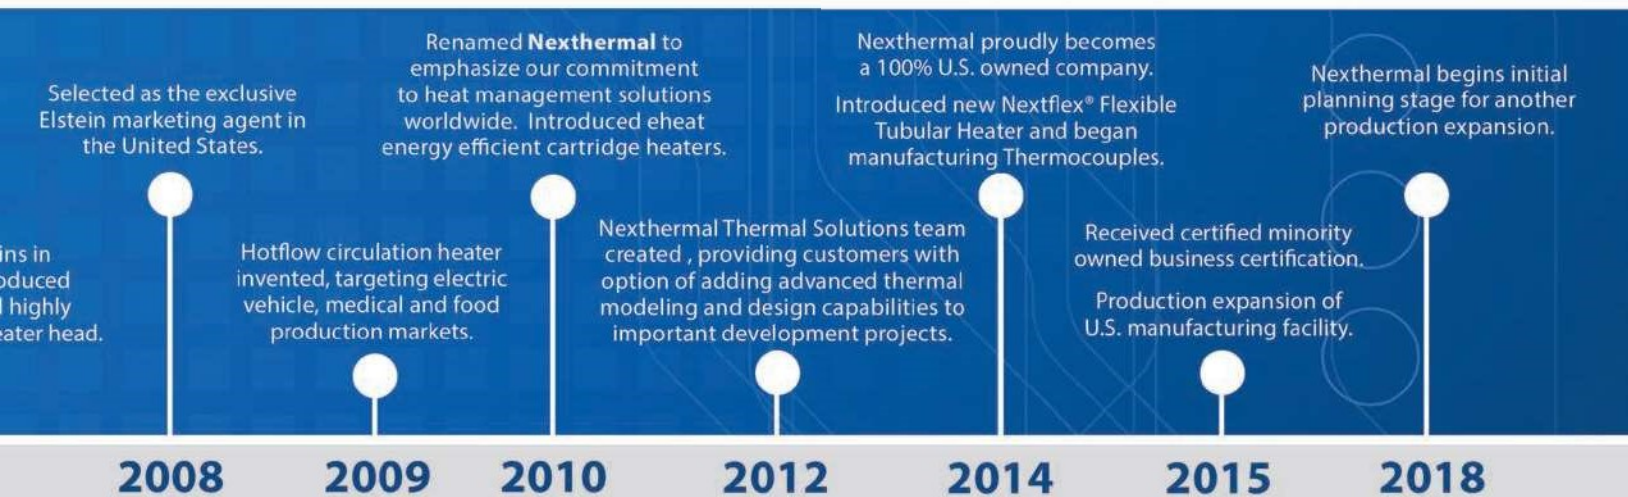 Selected as the exclusive
Elstein marketing agent in
the United States.
Renamed Nexthermal to
emphasize our commitment
to heat management solutions
worldwide. Introduced eheat
energy efficient cartridge heaters.
Nexthermal proudly becomes
a 100% U.S. owned company.
Introduced new Nextflex® Flexible
Tubular Heater and began
manufacturing Thermocouples.
Nexthermal begins initial
planning stage for another
production expansion.
in
highly
head.
Hotflow circulation heater
invented, targeting electric
vehicle, medical and food
production markets.
Nexthermal Thermal Solutions team
created , providing customers with
option of adding advanced thermal
modeling and design capabilities to
important development projects.
Received certified minority
owned business certification.
Production expansion of
U.S. manufacturing facility.
2008 2009 2010 2012 2014 2015 2018